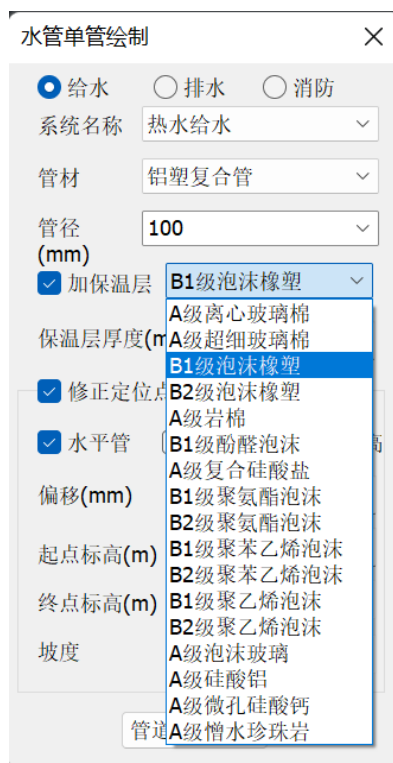 水管单管绘制
给水 排水 消防
系统名称 热水给水
管材 铝塑复合管
管径 100
(mm)
加保温层 B1级泡沫橡塑
A级离心玻璃棉
保温层厚度(m A级超细玻璃棉
B1级泡沫橡塑
修正定位点 B2级泡沫橡塑
A级岩棉
水平管 B1级酚醛泡沫 高
A级复合硅酸盐
偏移(mm) B1级聚氨酯泡沫
B2级聚氨酯泡沫
起点标高(m) B1级聚苯乙烯泡沫
B2级聚苯乙烯泡沫
终点标高(m) B1级聚乙烯泡沫
B2级聚乙烯泡沫
坡度 A级泡沫玻璃
A级硅酸铝
A级微孔硅酸钙
管道 A级憎水珍珠岩